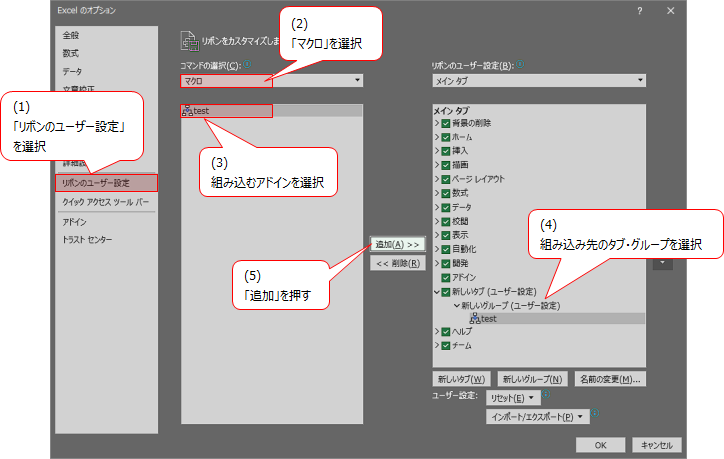 Excel のオプション
? ×
全般
数式
データ
リボンのユーザー設定
クイック アクセス ツール バー
アドイン
トラスト センター
(1)
「リボンのユーザー設定」
を選択
リボンをカスタマイズしま
コマンドの選択(C):
マクロ
test
(2)
「マクロ」を選択
(3)
組み込むアドインを選択
追加(A) >>
<< 削除(R)
(5)
「追加」を押す
リボンのユーザー設定(B):
メイン タブ
メイン タブ
背景の削除
ホーム
挿入
描画
ページ レイアウト
数式
データ
校閲
表示
自動化
開発
アドイン
新しいタブ (ユーザー設定)
新しいグループ (ユーザー設定)
test
ヘルプ
チーム
(4)
組み込み先のタブ・グループを選択
新しいタブ(W) 新しいグループ(N) 名前の変更(M)...
ユーザー設定: リセット(E)
インポート/エクスポート(P)
OK キャンセル